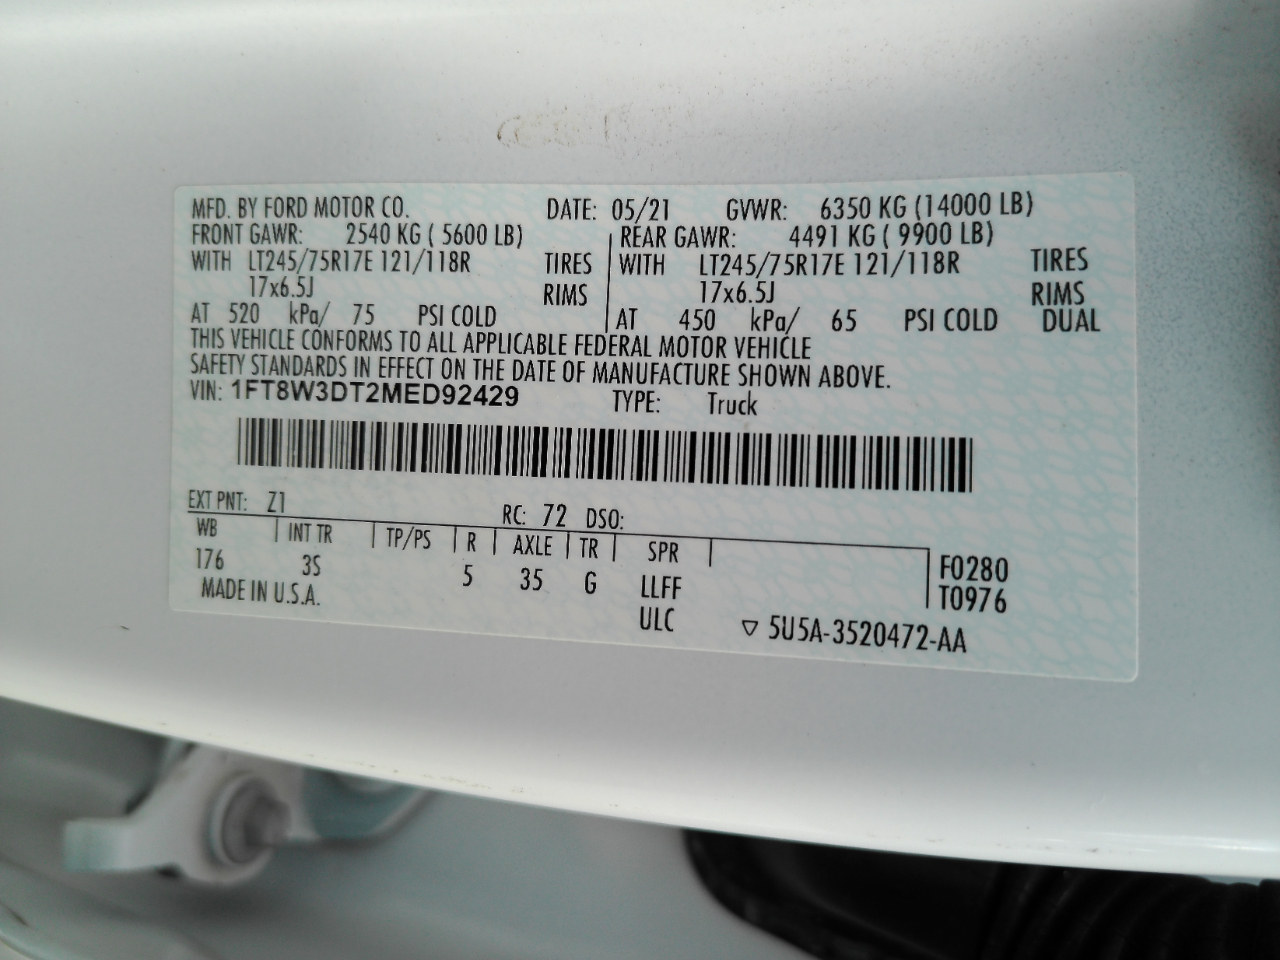 MFD. BY FORD MOTOR CO. DATE: 05/21 GVWR: 6350 KG (14000 LB)
FRONT GAWR: 2540 KG ( 5600 LB) REAR GAWR: 4491 KG ( 9900 LB)
WITH LT245/75R17E 121/118R TIRES WITH LT245/75R17E 121/118R TIRES
17x6.5J RIMS 17x6.5J RIMS
AT 520 kPa/ 75 PSI COLD AT 450 kPa/ 65 PSI COLD DUAL
THIS VEHICLE CONFORMS TO ALL APPLICABLE FEDERAL MOTOR VEHICLE
SAFETY STANDARDS IN EFFECT ON THE DATE OF MANUFACTURE SHOWN ABOVE.
VIN: 1FT8W3DT2MED92429 TYPE: Truck
EXT PNT: Z1 RC: 72 DSO:
WB INT TR TP/PS R AXLE TR SPR
176 3S 5 35 G LLFF F0280
MADE IN U.S.A. ULC T0976
▽ 5U5A-3520472-AA